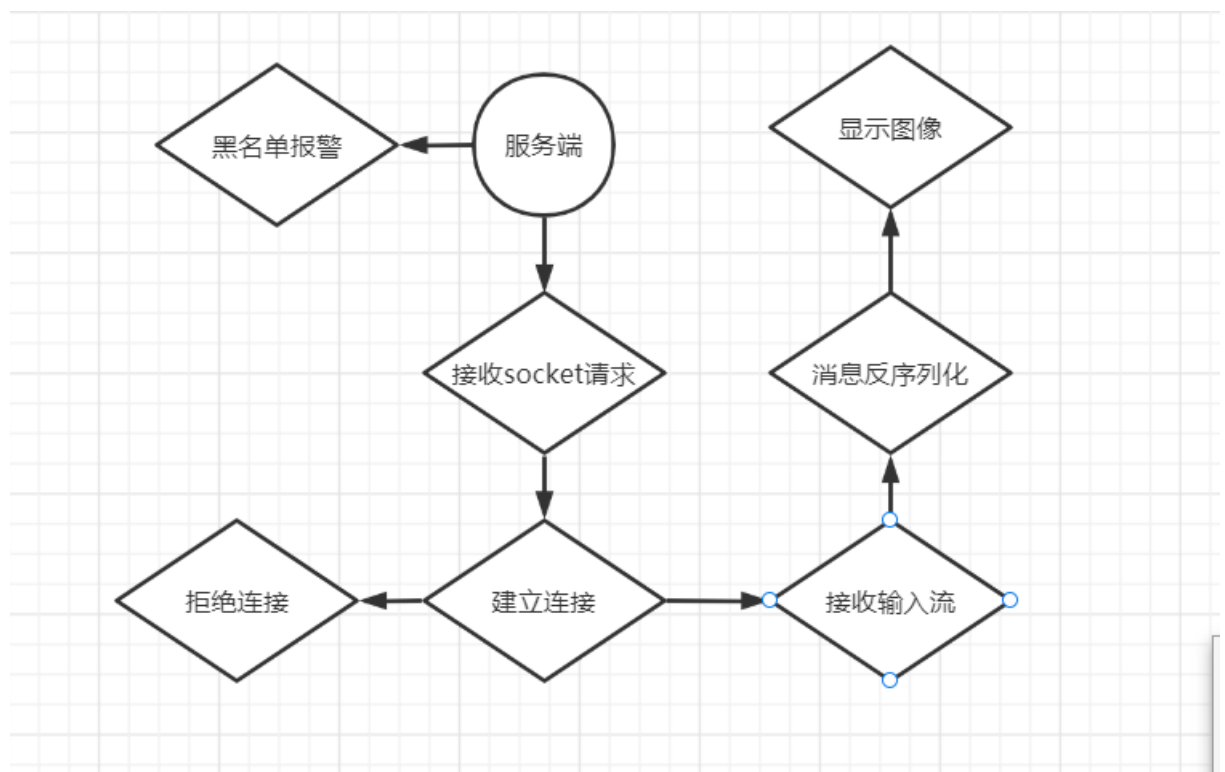 黑名单报警
服务端
显示图像
接收socket请求
消息反序列化
拒绝连接
建立连接
接收输入流